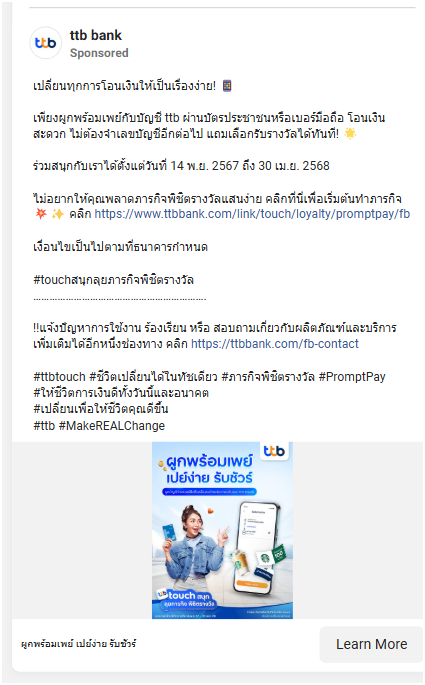 ttb
ttb bank
Sponsored
เปลี่ยนทุกการโอนเงินให้เป็นเรื่องง่าย!
เพียงผูกพร้อมเพย์กับบัญชี ttb ผ่านบัตรประชาชนหรือเบอร์มือถือ โอนเงิน
สะดวก ไม่ต้องจำเลขบัญชีอีกต่อไป แถมเลือกรับรางวัลได้ทันที! 🌟
ร่วมสนุกกับเราได้ตั้งแต่วันที่ 14 พ.ย. 2567 ถึง 30 เม.ย. 2568
ไม่อยากให้คุณพลาดภารกิจพิชิตรางวัลแสนง่าย คลิกที่นี่เพื่อเริ่มต้นทำภารกิจ
💥 ✨ คลิก https://www.ttbbank.com/link/touch/loyalty/promptpay/fb
เงื่อนไขเป็นไปตามที่ธนาคารกำหนด
#touchสนุกลุยภารกิจพิชิตรางวัล
……………………………………………………….
!!แจ้งปัญหาการใช้งาน ร้องเรียน หรือ สอบถามเกี่ยวกับผลิตภัณฑ์และบริการ
เพิ่มเติมได้อีกหนึ่งช่องทาง คลิก https://ttbbank.com/fb-contact
#ttbtouch #ชีวิตเปลี่ยนได้ในทัชเดียว #ภารกิจพิชิตรางวัล #PromptPay
#ให้ชีวิตการเงินดีทั้งวันนี้และอนาคต
#เปลี่ยนเพื่อให้ชีวิตคุณดีขึ้น
#ttb #MakeREALChange
ttb
ผูกพร้อมเพย์
เปย์ง่าย รับชัวร์
ttb touch สนุก
ลุยภารกิจ พิชิตรางวัล
ผูกพร้อมเพย์ เปย์ง่าย รับชัวร์
Learn More